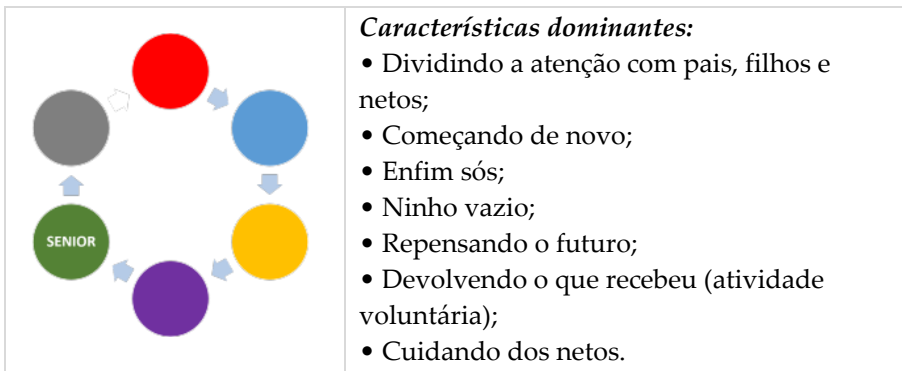 SENIOR
Características dominantes:
• Dividindo a atenção com pais, filhos e
netos;
• Começando de novo;
• Enfim sós;
• Ninho vazio;
• Repensando o futuro;
• Devolvendo o que recebeu (atividade
voluntária);
• Cuidando dos netos.